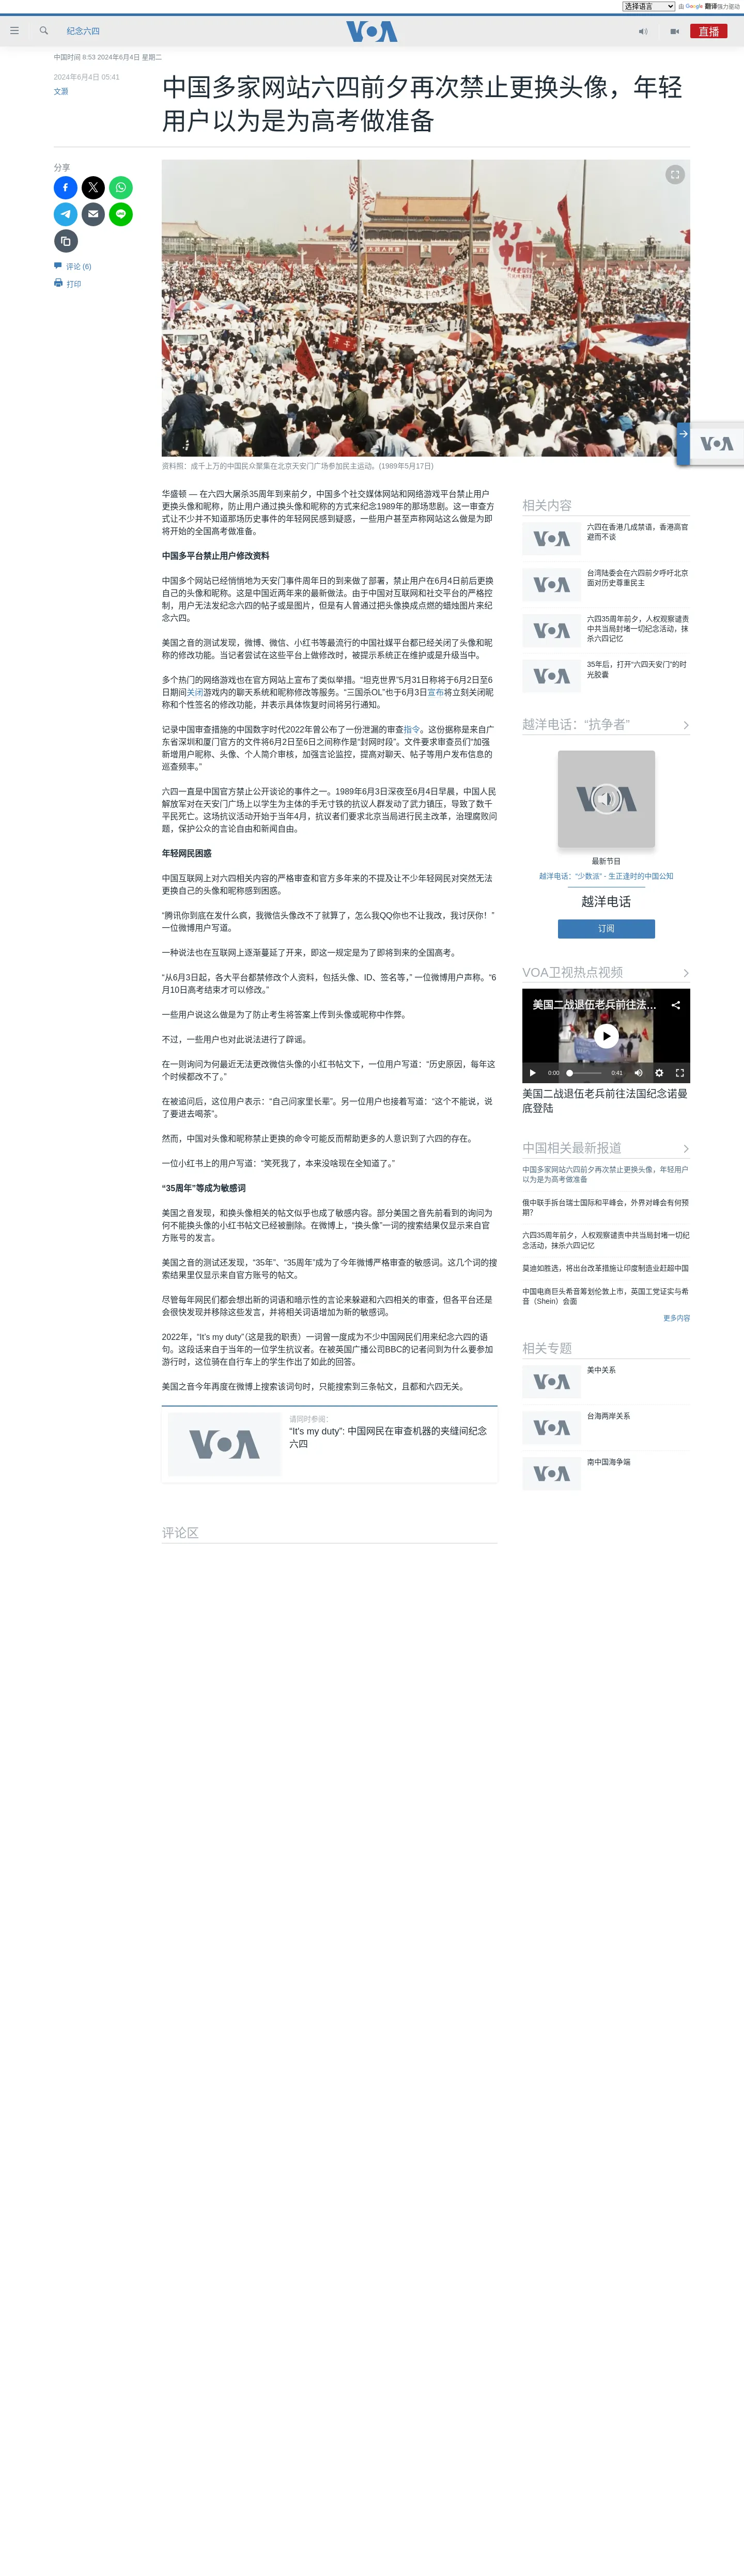 选择语言 由 Google 翻译强力驱动
纪念六四
VOA
直播
中国时间 8:53 2024年6月4日 星期二
2024年6月4日 05:41
文灏
中国多家网站六四前夕再次禁止更换头像，年轻
用户以为是为高考做准备
分享
评论 (6)
打印
资料照：成千上万的中国民众聚集在北京天安门广场参加民主运动。(1989年5月17日)
华盛顿 — 在六四大屠杀35周年到来前夕，中国多个社交媒体网站和网络游戏平台禁止用户
更换头像和昵称，防止用户通过换头像和昵称的方式来纪念1989年的那场悲剧。这一审查方
式让不少并不知道那场历史事件的年轻网民感到疑惑，一些用户甚至声称网站这么做是为即
将开始的全国高考做准备。
中国多平台禁止用户修改资料
中国多个网站已经悄悄地为天安门事件周年日的到来做了部署，禁止用户在6月4日前后更换
自己的头像和昵称。这是中国近两年来的最新做法。由于中国对互联网和社交平台的严格控
制，用户无法发纪念六四的帖子或是图片，但是有人曾通过把头像换成点燃的蜡烛图片来纪
念六四。
美国之音的测试发现，微博、微信、小红书等最流行的中国社媒平台都已经关闭了头像和昵
称的修改功能。当记者尝试在这些平台上做修改时，被提示系统正在维护或是升级当中。
多个热门的网络游戏也在官方网站上宣布了类似举措。“坦克世界”5月31日称将于6月2日至6
日期间关闭游戏内的聊天系统和昵称修改等服务。“三国杀OL”也于6月3日宣布将立刻关闭昵
称和个性签名的修改功能，并表示具体恢复时间将另行通知。
记录中国审查措施的中国数字时代2022年曾公布了一份泄漏的审查指令。这份据称是来自广
东省深圳和厦门官方的文件将6月2日至6日之间称作是“封网时段”。文件要求审查员们“加强
新增用户昵称、头像、个人简介审核，加强言论监控，提高对聊天、帖子等用户发布信息的
巡查频率。”
六四一直是中国官方禁止公开谈论的事件之一。1989年6月3日深夜至6月4日早晨，中国人民
解放军对在天安门广场上以学生为主体的手无寸铁的抗议人群发动了武力镇压，导致了数千
平民死亡。这场抗议活动开始于当年4月，抗议者们要求北京当局进行民主改革，治理腐败问
题，保护公众的言论自由和新闻自由。
年轻网民困惑
中国互联网上对六四相关内容的严格审查和官方多年来的不提及让不少年轻网民对突然无法
更换自己的头像和昵称感到困惑。
“腾讯你到底在发什么疯，我微信头像改不了就算了，怎么我QQ你也不让我改，我讨厌你！”
一位微博用户写道。
一种说法也在互联网上逐渐蔓延了开来，即这一规定是为了即将到来的全国高考。
“从6月3日起，各大平台都禁修改个人资料，包括头像、ID、签名等，” 一位微博用户声称。“6
月10日高考结束才可以修改。”
一些用户说这么做是为了防止考生将答案上传到头像或昵称中作弊。
不过，一些用户也对此说法进行了辟谣。
在一则询问为何最近无法更改微信头像的小红书帖文下，一位用户写道：“历史原因，每年这
个时候都改不了。”
在被追问后，这位用户表示：“自己问家里长辈”。另一位用户也接着写道：“这个不能说，说
了要进去喝茶”。
然而，中国对头像和昵称禁止更换的命令可能反而帮助更多的人意识到了六四的存在。
一位小红书上的用户写道：“笑死我了，本来没啥现在全知道了。”
“35周年”等成为敏感词
美国之音发现，和换头像相关的帖文似乎也成了敏感内容。部分美国之音先前看到的询问为
何不能换头像的小红书帖文已经被删除。在微博上，“换头像”一词的搜索结果仅显示来自官
方账号的发言。
美国之音的测试还发现，“35年”、“35周年”成为了今年微博严格审查的敏感词。这几个词的搜
索结果里仅显示来自官方账号的帖文。
尽管每年网民们都会想出新的词语和暗示性的言论来躲避和六四相关的审查，但各平台还是
会很快发现并移除这些发言，并将相关词语增加为新的敏感词。
2022年，“It’s my duty”（这是我的职责）一词曾一度成为不少中国网民们用来纪念六四的语
句。这段话来自于当年的一位学生抗议者。在被英国广播公司BBC的记者问到为什么要参加
游行时，这位骑在自行车上的学生作出了如此的回答。
美国之音今年再度在微博上搜索该词句时，只能搜索到三条帖文，且都和六四无关。
请同时参阅：
“It's my duty”: 中国网民在审查机器的夹缝间纪念
六四
VOA
评论区
相关内容
VOA
六四在香港几成禁语，香港高官
避而不谈
VOA
台湾陆委会在六四前夕呼吁北京
面对历史尊重民主
VOA
六四35周年前夕，人权观察谴责
中共当局封堵一切纪念活动，抹
杀六四记忆
VOA
35年后，打开“六四天安门”的时
光胶囊
越洋电话：“抗争者”
VOA
最新节目
越洋电话：“少数派” - 生正逢时的中国公知
越洋电话
订阅
VOA卫视热点视频
美国二战退伍老兵前往法…
0:00 0:41
美国二战退伍老兵前往法国纪念诺曼
底登陆
中国相关最新报道
中国多家网站六四前夕再次禁止更换头像，年轻用户
以为是为高考做准备
俄中联手拆台瑞士国际和平峰会，外界对峰会有何预
期？
六四35周年前夕，人权观察谴责中共当局封堵一切纪
念活动，抹杀六四记忆
莫迪如胜选，将出台改革措施让印度制造业赶超中国
中国电商巨头希音筹划伦敦上市，英国工党证实与希
音（Shein）会面
更多内容
相关专题
VOA
美中关系
VOA
台海两岸关系
VOA
南中国海争端
VOA